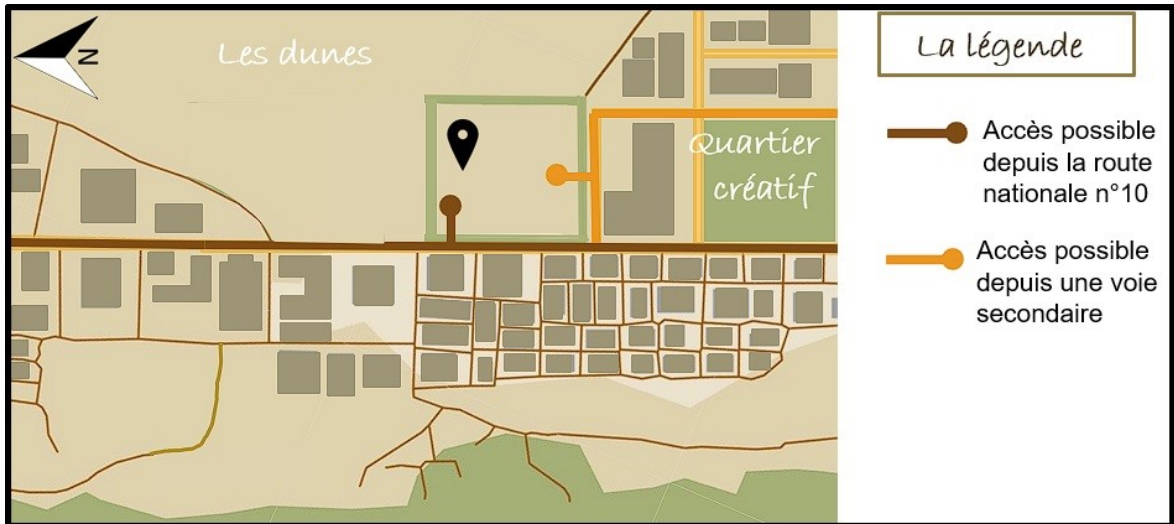 N
Les dunes
Quartier
créatif
La légende
Accès possible
depuis la route
nationale n°10
Accès possible
depuis une voie
secondaire